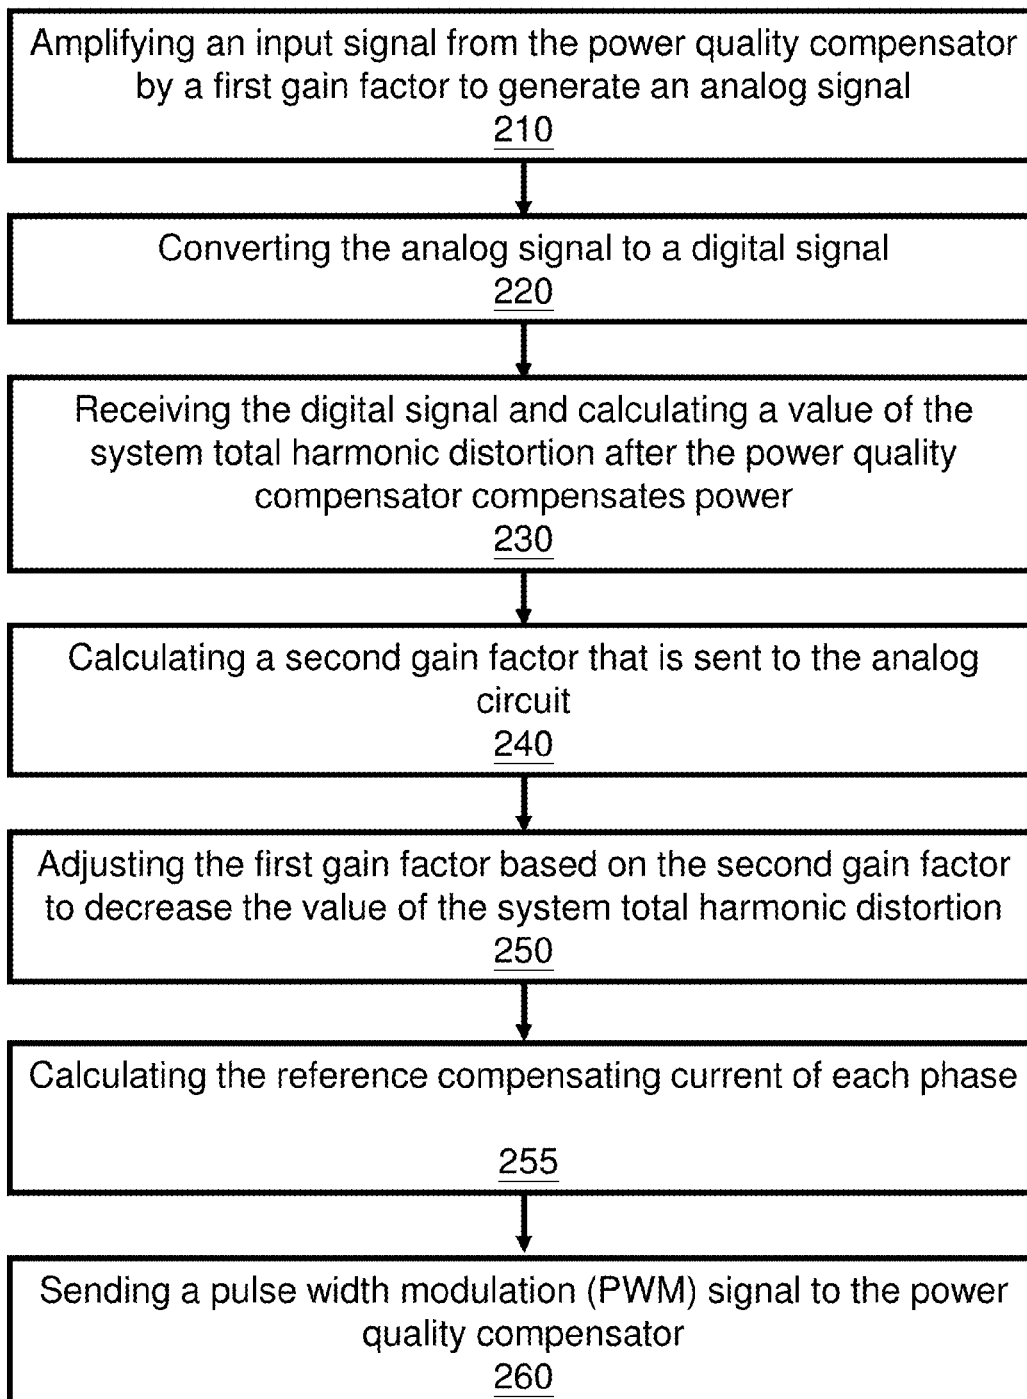 Amplifying an input signal from the power quality compensator
by a first gain factor to generate an analog signal
210
Converting the analog signal to a digital signal
220
Receiving the digital signal and calculating a value of the
system total harmonic distortion after the power quality
compensator compensates power
230
Calculating a second gain factor that is sent to the analog
circuit
240
Adjusting the first gain factor based on the second gain factor
to decrease the value of the system total harmonic distortion
250
Calculating the reference compensating current of each phase
255
Sending a pulse width modulation (PWM) signal to the power
quality compensator
260